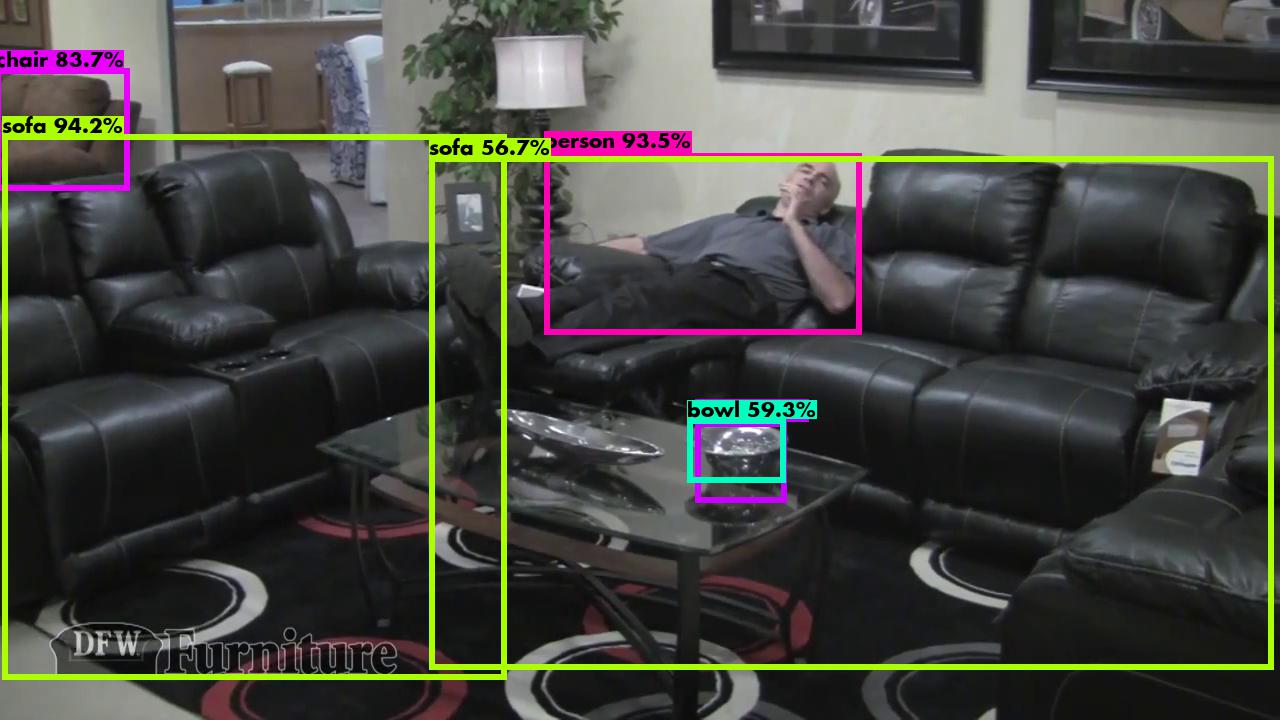 chair 83.7%
sofa 94.2%
sofa 56.7%
person 93.5%
bowl 59.3%
DFW Furniture